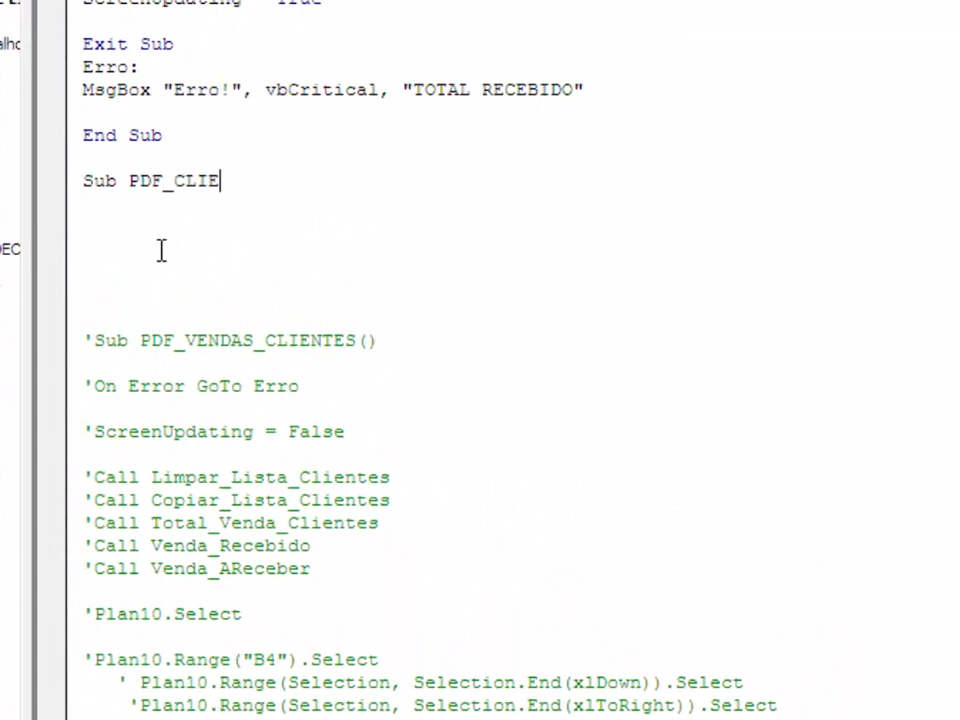 Exit Sub
Erro:
MsgBox "Erro!", vbCritical, "TOTAL RECEBIDO"
End Sub
Sub PDF_CLIE
'Sub PDF_VENDAS_CLIENTES()
'On Error GoTo Erro
'ScreenUpdating = False
'Call Limpar_Lista_Clientes
'Call Copiar_Lista_Clientes
'Call Total_Venda_Clientes
'Call Venda_Recebido
'Call Venda_AReceber
'Plan10.Select
'Plan10.Range("B4").Select
' Plan10.Range(Selection, Selection.End(xlDown)).Select
'Plan10.Range(Selection, Selection.End(xlToRight)).Select